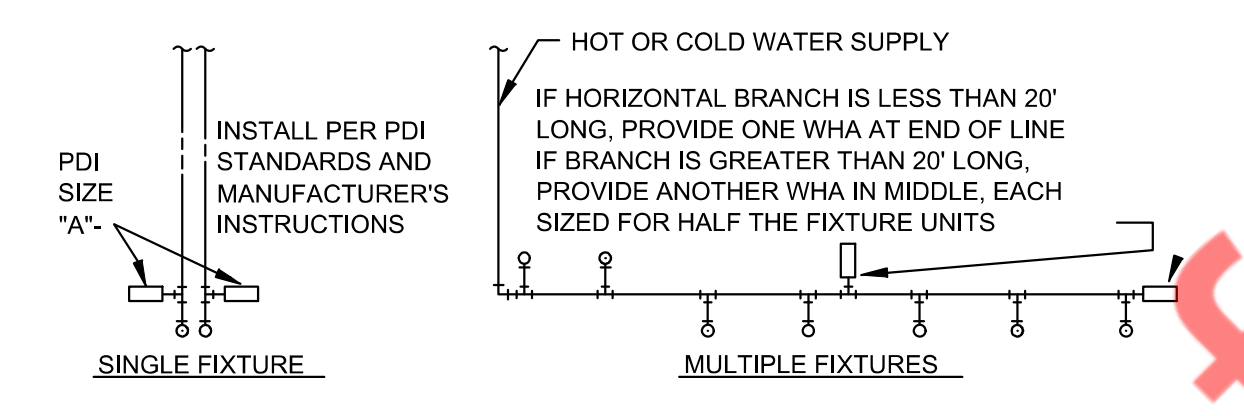 HOT OR COLD WATER SUPPLY
IF HORIZONTAL BRANCH IS LESS THAN 20'
LONG, PROVIDE ONE WHA AT END OF LINE
IF BRANCH IS GREATER THAN 20' LONG,
PROVIDE ANOTHER WHA IN MIDDLE, EACH
SIZED FOR HALF THE FIXTURE UNITS
INSTALL PER PDI
STANDARDS AND
MANUFACTURER'S
INSTRUCTIONS
PDI
SIZE
"A"-
SINGLE FIXTURE
MULTIPLE FIXTURES